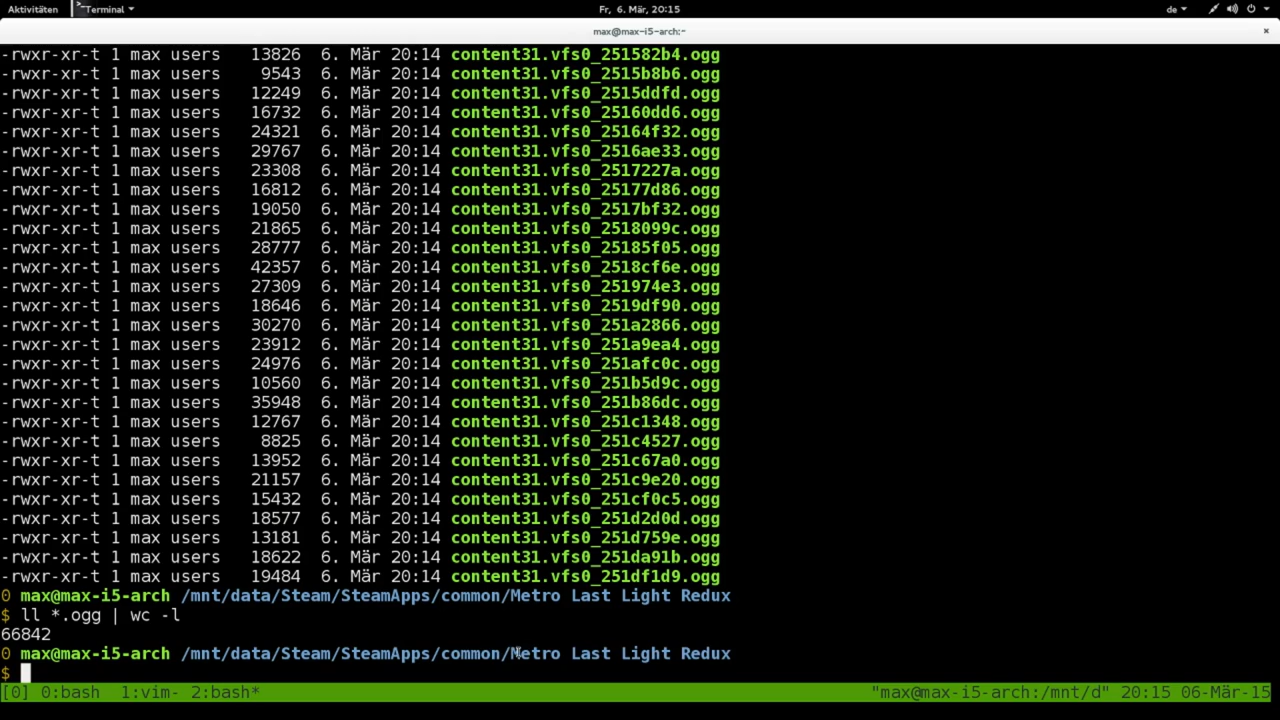 Aktivitäten Terminal Fr, 6. Mär, 20:15 de
max@max-i5-arch:~
-rwxr-xr-t 1 max users 13826 6. Mär 20:14 content31.vfs0_251582b4.ogg
-rwxr-xr-t 1 max users 9543 6. Mär 20:14 content31.vfs0_2515b8b6.ogg
-rwxr-xr-t 1 max users 12249 6. Mär 20:14 content31.vfs0_2515ddfd.ogg
-rwxr-xr-t 1 max users 16732 6. Mär 20:14 content31.vfs0_25160dd6.ogg
-rwxr-xr-t 1 max users 24321 6. Mär 20:14 content31.vfs0_25164f32.ogg
-rwxr-xr-t 1 max users 29767 6. Mär 20:14 content31.vfs0_2516ae33.ogg
-rwxr-xr-t 1 max users 23308 6. Mär 20:14 content31.vfs0_2517227a.ogg
-rwxr-xr-t 1 max users 16812 6. Mär 20:14 content31.vfs0_25177d86.ogg
-rwxr-xr-t 1 max users 19050 6. Mär 20:14 content31.vfs0_2517bf32.ogg
-rwxr-xr-t 1 max users 21865 6. Mär 20:14 content31.vfs0_2518099c.ogg
-rwxr-xr-t 1 max users 28777 6. Mär 20:14 content31.vfs0_25185f05.ogg
-rwxr-xr-t 1 max users 42357 6. Mär 20:14 content31.vfs0_2518cf6e.ogg
-rwxr-xr-t 1 max users 27309 6. Mär 20:14 content31.vfs0_251974e3.ogg
-rwxr-xr-t 1 max users 18646 6. Mär 20:14 content31.vfs0_2519df90.ogg
-rwxr-xr-t 1 max users 30270 6. Mär 20:14 content31.vfs0_251a2866.ogg
-rwxr-xr-t 1 max users 23912 6. Mär 20:14 content31.vfs0_251a9ea4.ogg
-rwxr-xr-t 1 max users 24976 6. Mär 20:14 content31.vfs0_251afc0c.ogg
-rwxr-xr-t 1 max users 10560 6. Mär 20:14 content31.vfs0_251b5d9c.ogg
-rwxr-xr-t 1 max users 35948 6. Mär 20:14 content31.vfs0_251b86dc.ogg
-rwxr-xr-t 1 max users 12767 6. Mär 20:14 content31.vfs0_251c1348.ogg
-rwxr-xr-t 1 max users 8825 6. Mär 20:14 content31.vfs0_251c4527.ogg
-rwxr-xr-t 1 max users 13952 6. Mär 20:14 content31.vfs0_251c67a0.ogg
-rwxr-xr-t 1 max users 21157 6. Mär 20:14 content31.vfs0_251c9e20.ogg
-rwxr-xr-t 1 max users 15432 6. Mär 20:14 content31.vfs0_251cf0c5.ogg
-rwxr-xr-t 1 max users 18577 6. Mär 20:14 content31.vfs0_251d2d0d.ogg
-rwxr-xr-t 1 max users 13181 6. Mär 20:14 content31.vfs0_251d759e.ogg
-rwxr-xr-t 1 max users 18622 6. Mär 20:14 content31.vfs0_251da91b.ogg
-rwxr-xr-t 1 max users 19484 6. Mär 20:14 content31.vfs0_251df1d9.ogg
0 max@max-i5-arch /mnt/data/Steam/SteamApps/common/Metro Last Light Redux
$ ll *.ogg | wc -l
66842
0 max@max-i5-arch /mnt/data/Steam/SteamApps/common/Metro Last Light Redux
$
[0] 0:bash 1:vim- 2:bash* "max@max-i5-arch:/mnt/d" 20:15 06-Mär-15